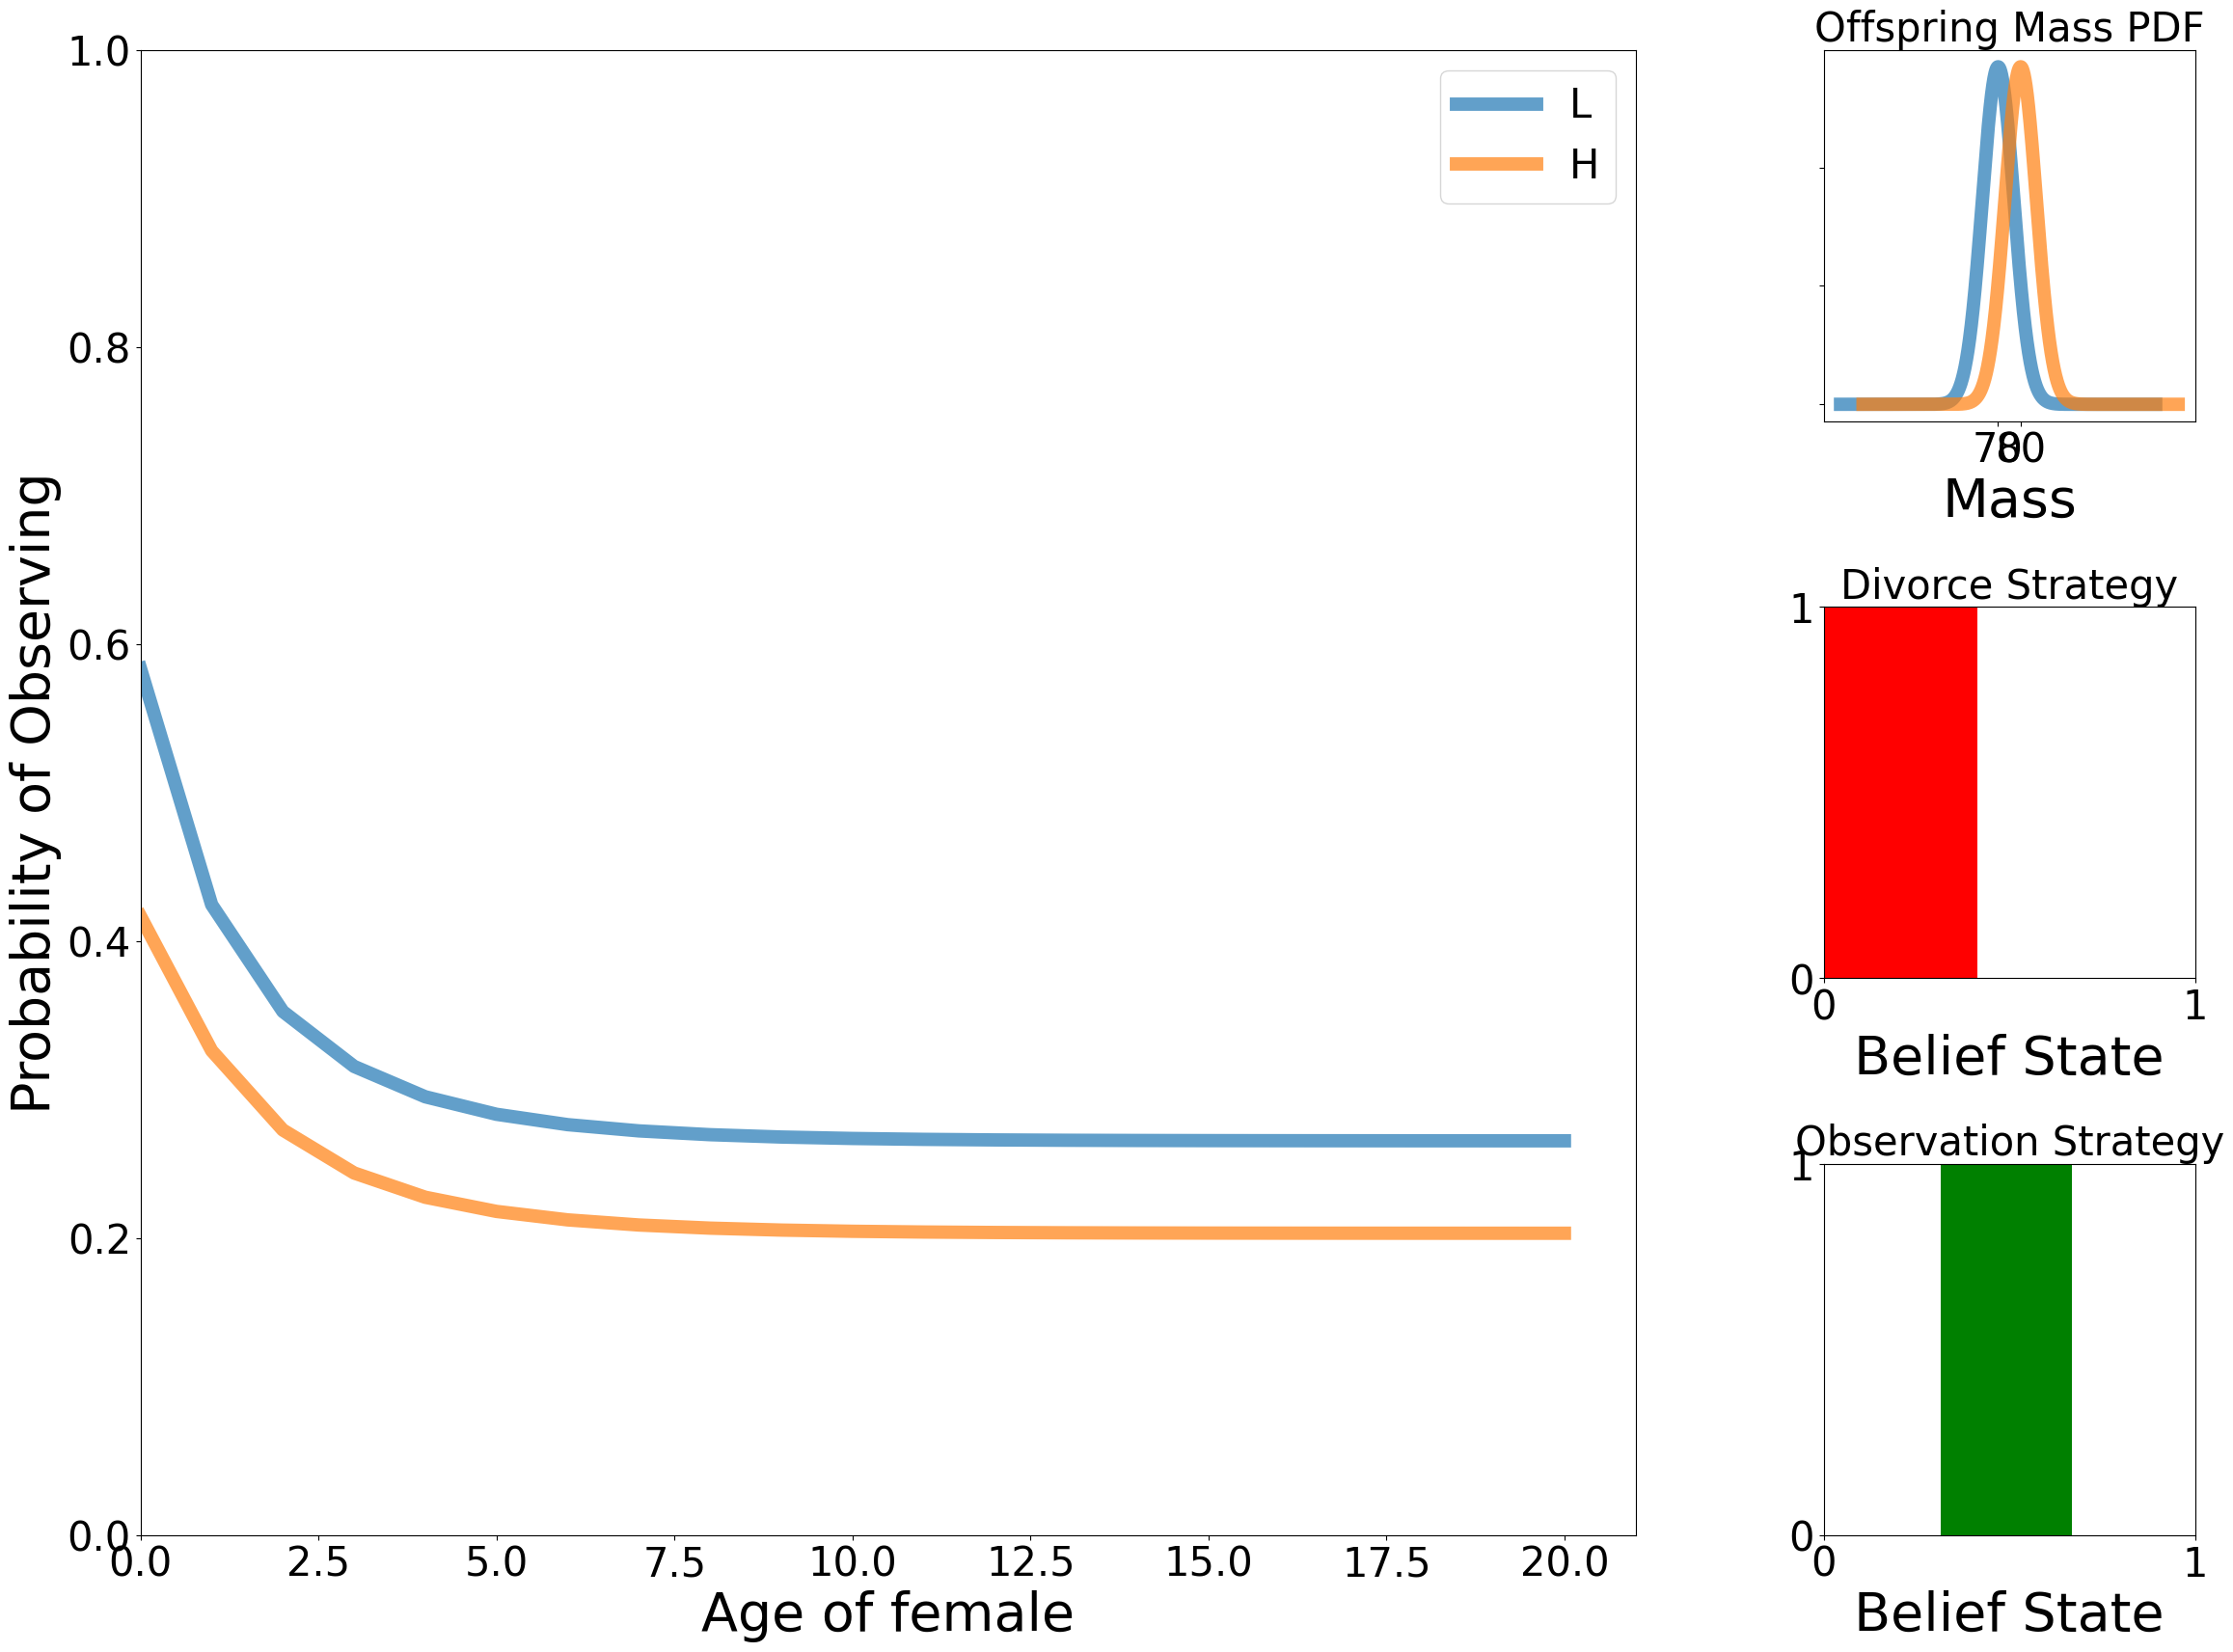 Probability of Observing
1.0
0.8
0.6
0.4
0.2
0.0
0.0 2.5 5.0 7.5 10.0 12.5 15.0 17.5 20.0
Age of female
L
H
Offspring Mass PDF
70 80
Mass
Divorce Strategy
1
0
0 1
Belief State
Observation Strategy
1
0
0 1
Belief State